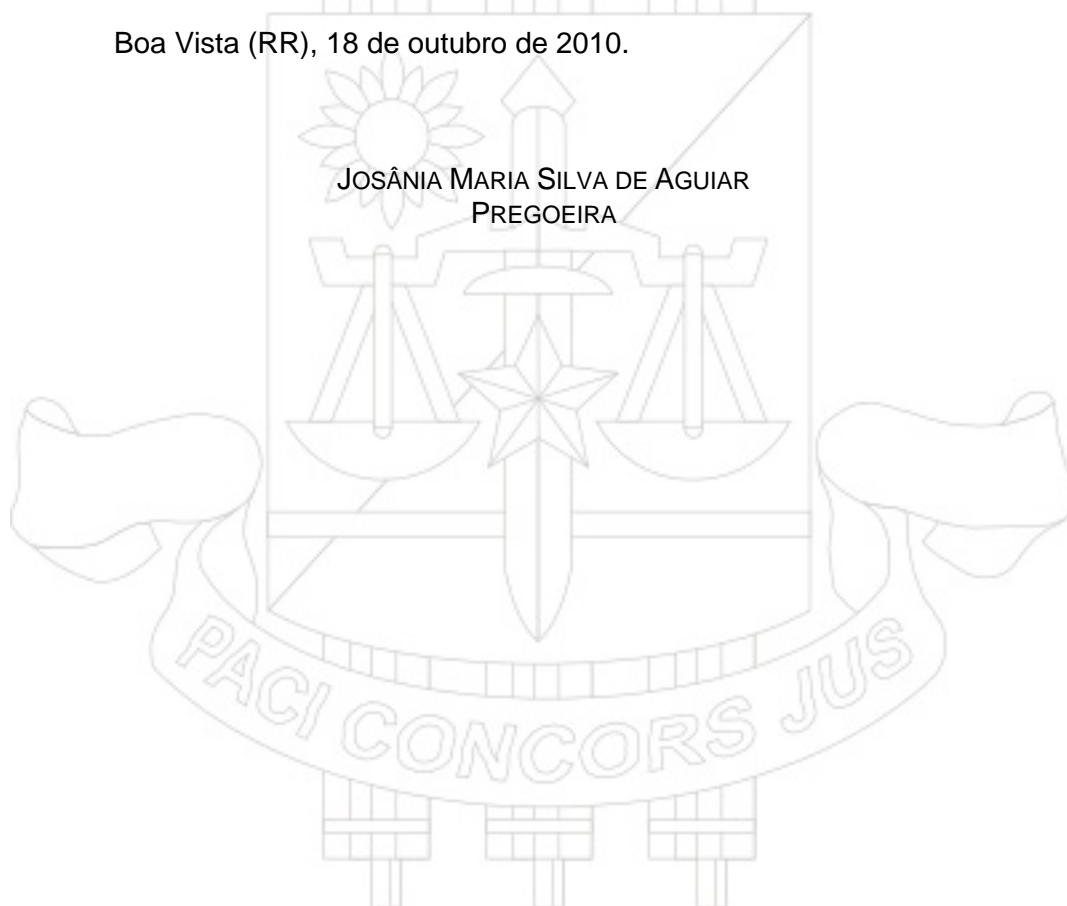 Boa Vista (RR), 18 de outubro de 2010.
JOSÂNIA MARIA SILVA DE AGUIAR
PREGOEIRA
PACI CONCORS JUS